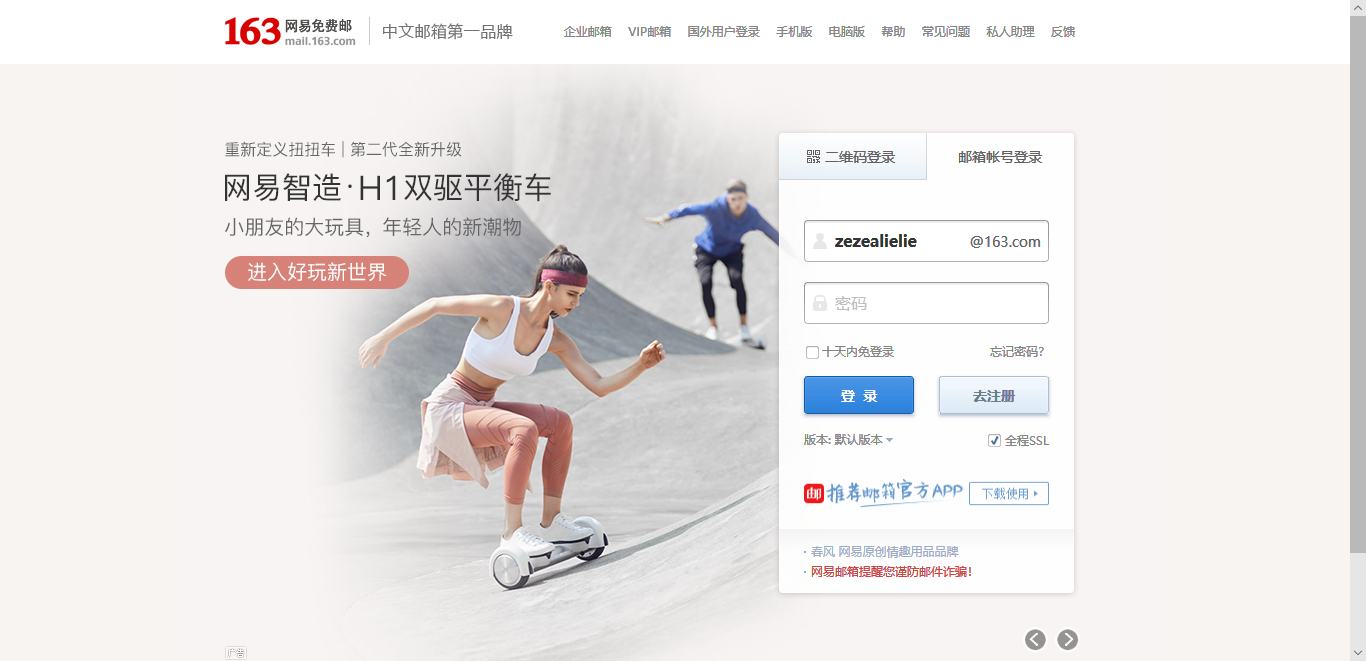 163 网易免费邮
mail.163.com
中文邮箱第一品牌
企业邮箱 VIP邮箱 国外用户登录 手机版 电脑版 帮助 常见问题 私人助理 反馈
重新定义扭扭车 | 第二代全新升级
网易智造·H1双驱平衡车
小朋友的大玩具，年轻人的新潮物
进入好玩新世界
二维码登录
邮箱帐号登录
zezealielie @163.com
密码
十天内免登录 忘记密码?
登 录 去注册
版本: 默认版本 全程SSL
邮 推荐邮箱官方APP 下载使用
· 春风 网易原创情趣用品品牌
· 网易邮箱提醒您谨防邮件诈骗!
广告